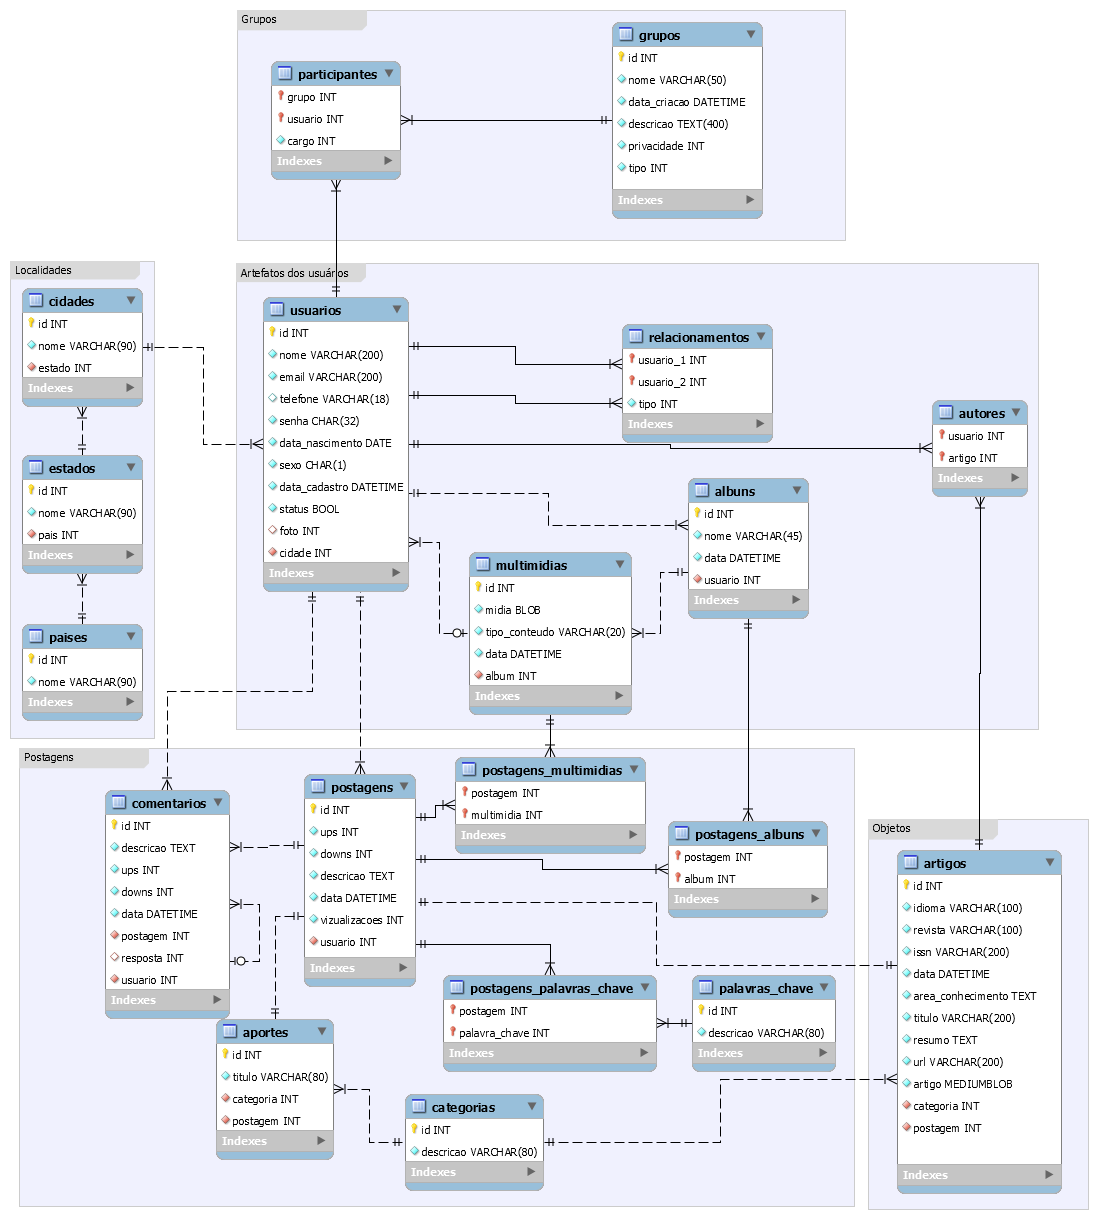 Grupos
participantes
grupo INT
usuario INT
cargo INT
Indexes
grupos
id INT
nome VARCHAR(50)
data_criacao DATETIME
descricao TEXT(400)
privacidade INT
tipo INT
Indexes
Localidades
cidades
id INT
nome VARCHAR(90)
estado INT
Indexes
estados
id INT
nome VARCHAR(90)
pais INT
Indexes
paises
id INT
nome VARCHAR(90)
Indexes
Artefatos dos usuários
usuarios
id INT
nome VARCHAR(200)
email VARCHAR(200)
telefone VARCHAR(18)
senha CHAR(32)
data_nascimento DATE
sexo CHAR(1)
data_cadastro DATETIME
status BOOL
foto INT
cidade INT
Indexes
relacionamentos
usuario_1 INT
usuario_2 INT
tipo INT
Indexes
autores
usuario INT
artigo INT
Indexes
albuns
id INT
nome VARCHAR(45)
data DATETIME
usuario INT
Indexes
multimidias
id INT
midia BLOB
tipo_conteudo VARCHAR(20)
data DATETIME
album INT
Indexes
Postagens
comentarios
id INT
descricao TEXT
ups INT
downs INT
data DATETIME
postagem INT
resposta INT
usuario INT
Indexes
postagens
id INT
ups INT
downs INT
descricao TEXT
data DATETIME
vizualizacoes INT
usuario INT
Indexes
postagens_multimidias
postagem INT
multimidia INT
Indexes
postagens_albuns
postagem INT
album INT
Indexes
postagens_palavras_chave
postagem INT
palavra_chave INT
Indexes
palavras_chave
id INT
descricao VARCHAR(80)
Indexes
aportes
id INT
titulo VARCHAR(80)
categoria INT
postagem INT
Indexes
categorias
id INT
descricao VARCHAR(80)
Indexes
Objetos
artigos
id INT
idioma VARCHAR(100)
revista VARCHAR(100)
issn VARCHAR(200)
data DATETIME
area_conhecimento TEXT
titulo VARCHAR(200)
resumo TEXT
url VARCHAR(200)
artigo MEDIUMBLOB
categoria INT
postagem INT
Indexes